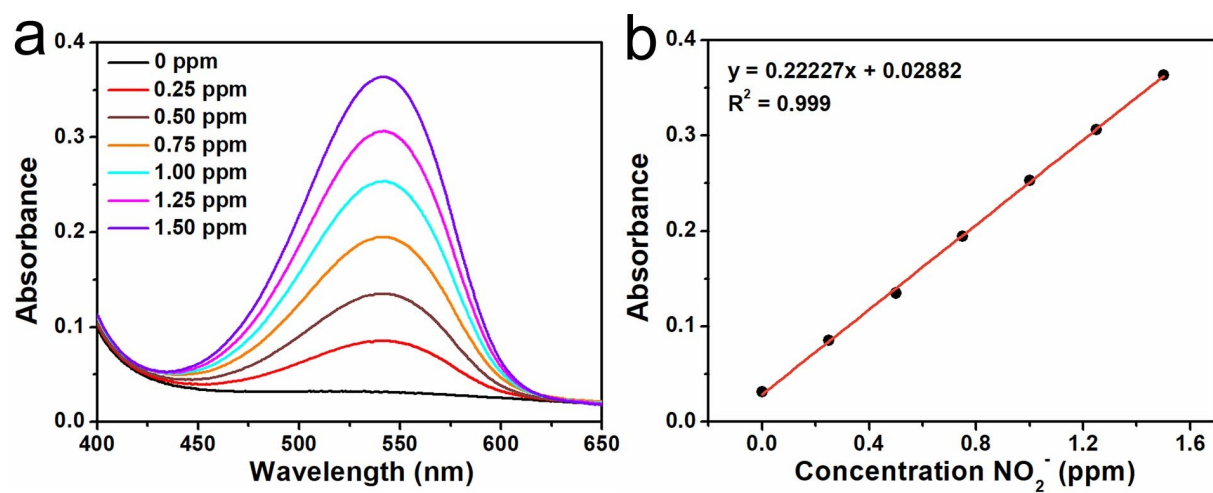 a
0.4
0.3
0.2
0.1
0.0
Absorbance
0 ppm
0.25 ppm
0.50 ppm
0.75 ppm
1.00 ppm
1.25 ppm
1.50 ppm
400 450 500 550 600 650
Wavelength (nm)
b
0.4
0.3
0.2
0.1
0.0
Absorbance
y = 0.22227x + 0.02882
R² = 0.999
0.0 0.4 0.8 1.2 1.6
Concentration NO₂⁻ (ppm)